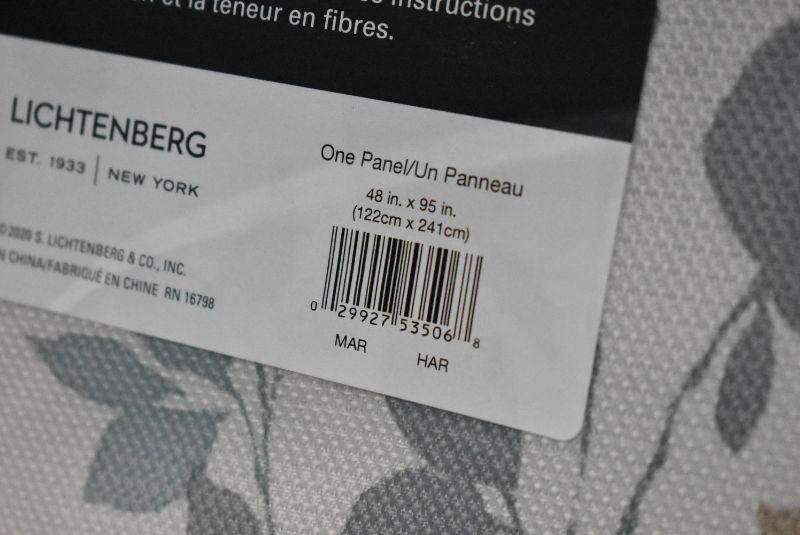 instructions
et la teneur en fibres.
LICHTENBERG
EST. 1933 | NEW YORK
©2020 S. LICHTENBERG & CO., INC.
N CHINA/FABRIQUÉ EN CHINE RN 16798
One Panel/Un Panneau
48 in. x 95 in.
(122cm x 241cm)
0 29927 53506 8
MAR HAR